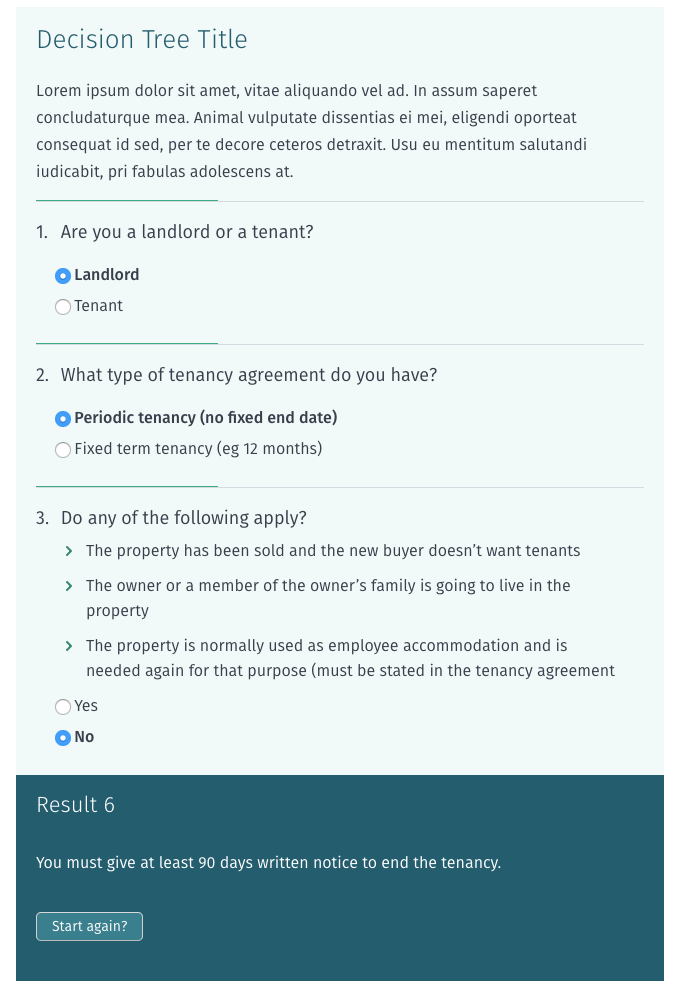 Decision Tree Title
Lorem ipsum dolor sit amet, vitae aliquando vel ad. In assum saperet
concludaturque mea. Animal vulputate dissentias ei mei, eligendi oporteat
consequat id sed, per te decore ceteros detraxit. Usu eu mentitum salutandi
iudicabit, pri fabulas adolescens at.
1. Are you a landlord or a tenant?
Landlord
Tenant
2. What type of tenancy agreement do you have?
Periodic tenancy (no fixed end date)
Fixed term tenancy (eg 12 months)
3. Do any of the following apply?
The property has been sold and the new buyer doesn’t want tenants
The owner or a member of the owner’s family is going to live in the
property
The property is normally used as employee accommodation and is
needed again for that purpose (must be stated in the tenancy agreement
Yes
No
Result 6
You must give at least 90 days written notice to end the tenancy.
Start again?